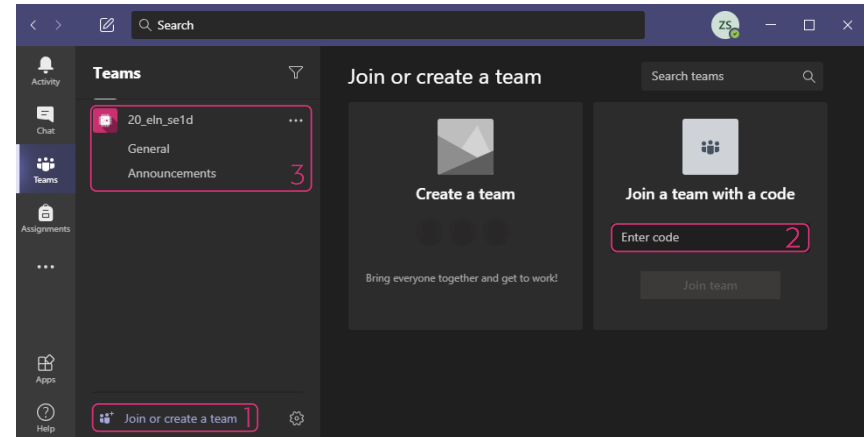 Search
ZS
Activity
Chat
Teams
Assignments
Apps
Help
Teams
20_eln_se1d
General
Announcements
3
Join or create a team
1
Join or create a team
Search teams
Create a team
Bring everyone together and get to work!
Join a team with a code
Enter code
2
Join team